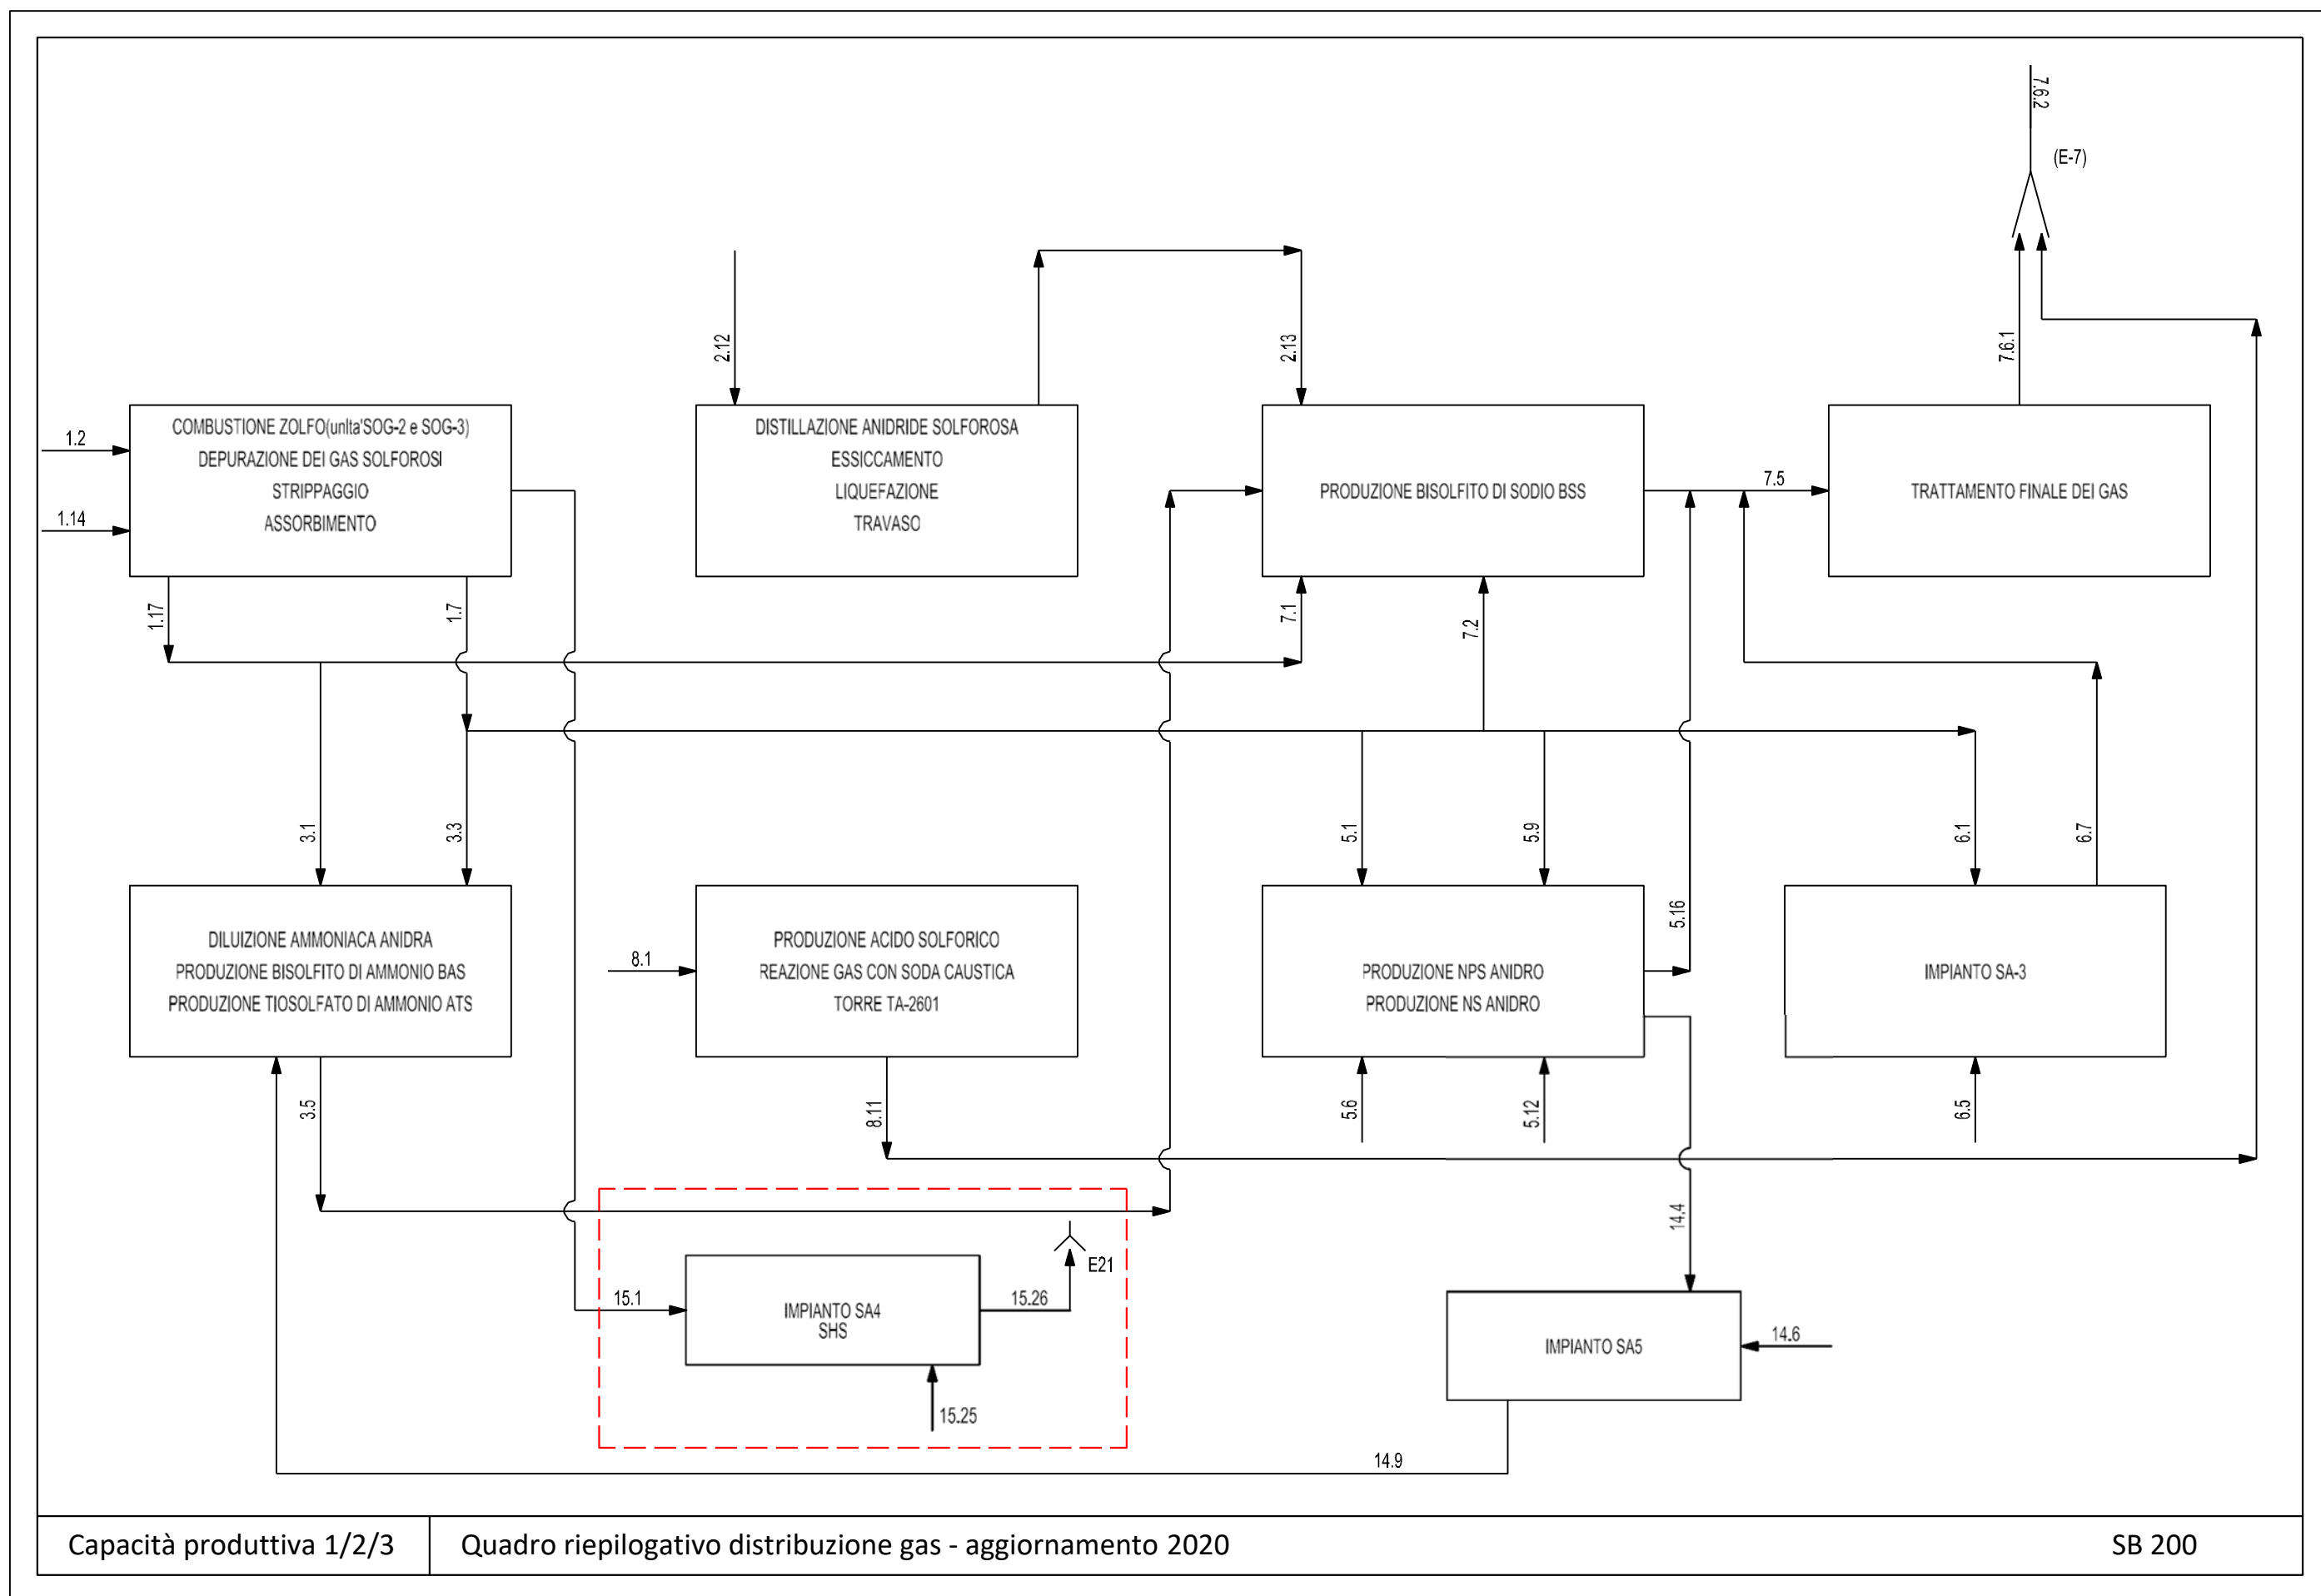 7.6.2
(E-7)
2.12
2.13
7.6.1
1.2
1.14
COMBUSTIONE ZOLFO(unIta'SOG-2 e SOG-3)
DEPURAZIONE DEI GAS SOLFOROSI
STRIPPAGGIO
ASSORBIMENTO
DISTILLAZIONE ANIDRIDE SOLFOROSA
ESSICCAMENTO
LIQUEFAZIONE
TRAVASO
PRODUZIONE BISOLFITO DI SODIO BSS
7.5
TRATTAMENTO FINALE DEI GAS
1.17
1.7
7.1
7.2
3.1
3.3
5.1
5.9
6.1
6.7
DILUIZIONE AMMONIACA ANIDRA
PRODUZIONE BISOLFITO DI AMMONIO BAS
PRODUZIONE TIOSOLFATO DI AMMONIO ATS
8.1
PRODUZIONE ACIDO SOLFORICO
REAZIONE GAS CON SODA CAUSTICA
TORRE TA-2601
PRODUZIONE NPS ANIDRO
PRODUZIONE NS ANIDRO
5.16
IMPIANTO SA-3
3.5
8.11
5.6
5.12
6.5
14.4
E21
15.1
IMPIANTO SA4
SHS
15.26
15.25
IMPIANTO SA5
14.6
14.9
Capacità produttiva 1/2/3
Quadro riepilogativo distribuzione gas - aggiornamento 2020
SB 200